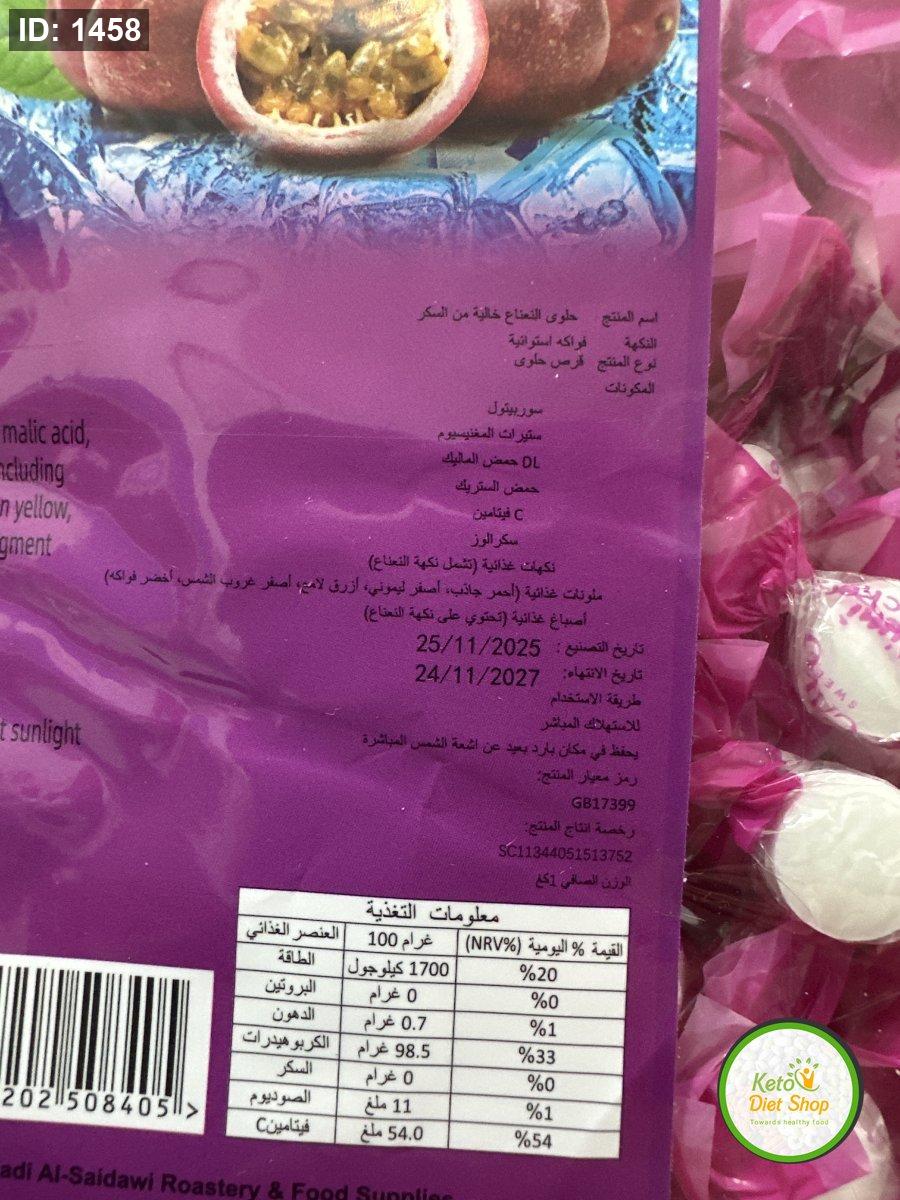 ID: 1458
اسم المنتج حلوى النعناع خالية من السكر
النكهة فواكه استوائية
نوع المنتج قرص حلوى
المكونات
سوربيتول
ستيرات المغنيسيوم
DL حمض الماليك
حمض الستريك
C فيتامين
سكرالوز
نكهات غذائية (تشمل نكهة النعناع)
ملونات غذائية (أحمر جاذب، أصفر ليموني، أزرق لامع، أصفر غروب الشمس، أخضر فواكه)
أصباغ غذائية (تحتوي على نكهة النعناع)
تاريخ التصنيع : 25/11/2025
تاريخ الانتهاء: 24/11/2027
طريقة الاستخدام
للاستهلاك المباشر
يحفظ في مكان بارد بعيد عن اشعة الشمس المباشرة
رمز معيار المنتج:
GB17399
رخصة انتاج المنتج:
SC11344051513752
الوزن الصافي 1كغ
malic acid,
ncluding
n yellow,
gment
t sunlight
معلومات التغذية
العنصر الغذائي 100 غرام القيمة % اليومية (NRV%)
الطاقة 1700 كيلوجول %20
البروتين 0 غرام %0
الدهون 0.7 غرام %1
الكربوهيدرات 98.5 غرام %33
السكر 0 غرام %0
الصوديوم 11 ملغ %1
فيتامينC 54.0 ملغ %54
202 508405 >
adi Al-Saidawi Roastery & Food Supplies
Keto
Diet Shop
Towards healthy food